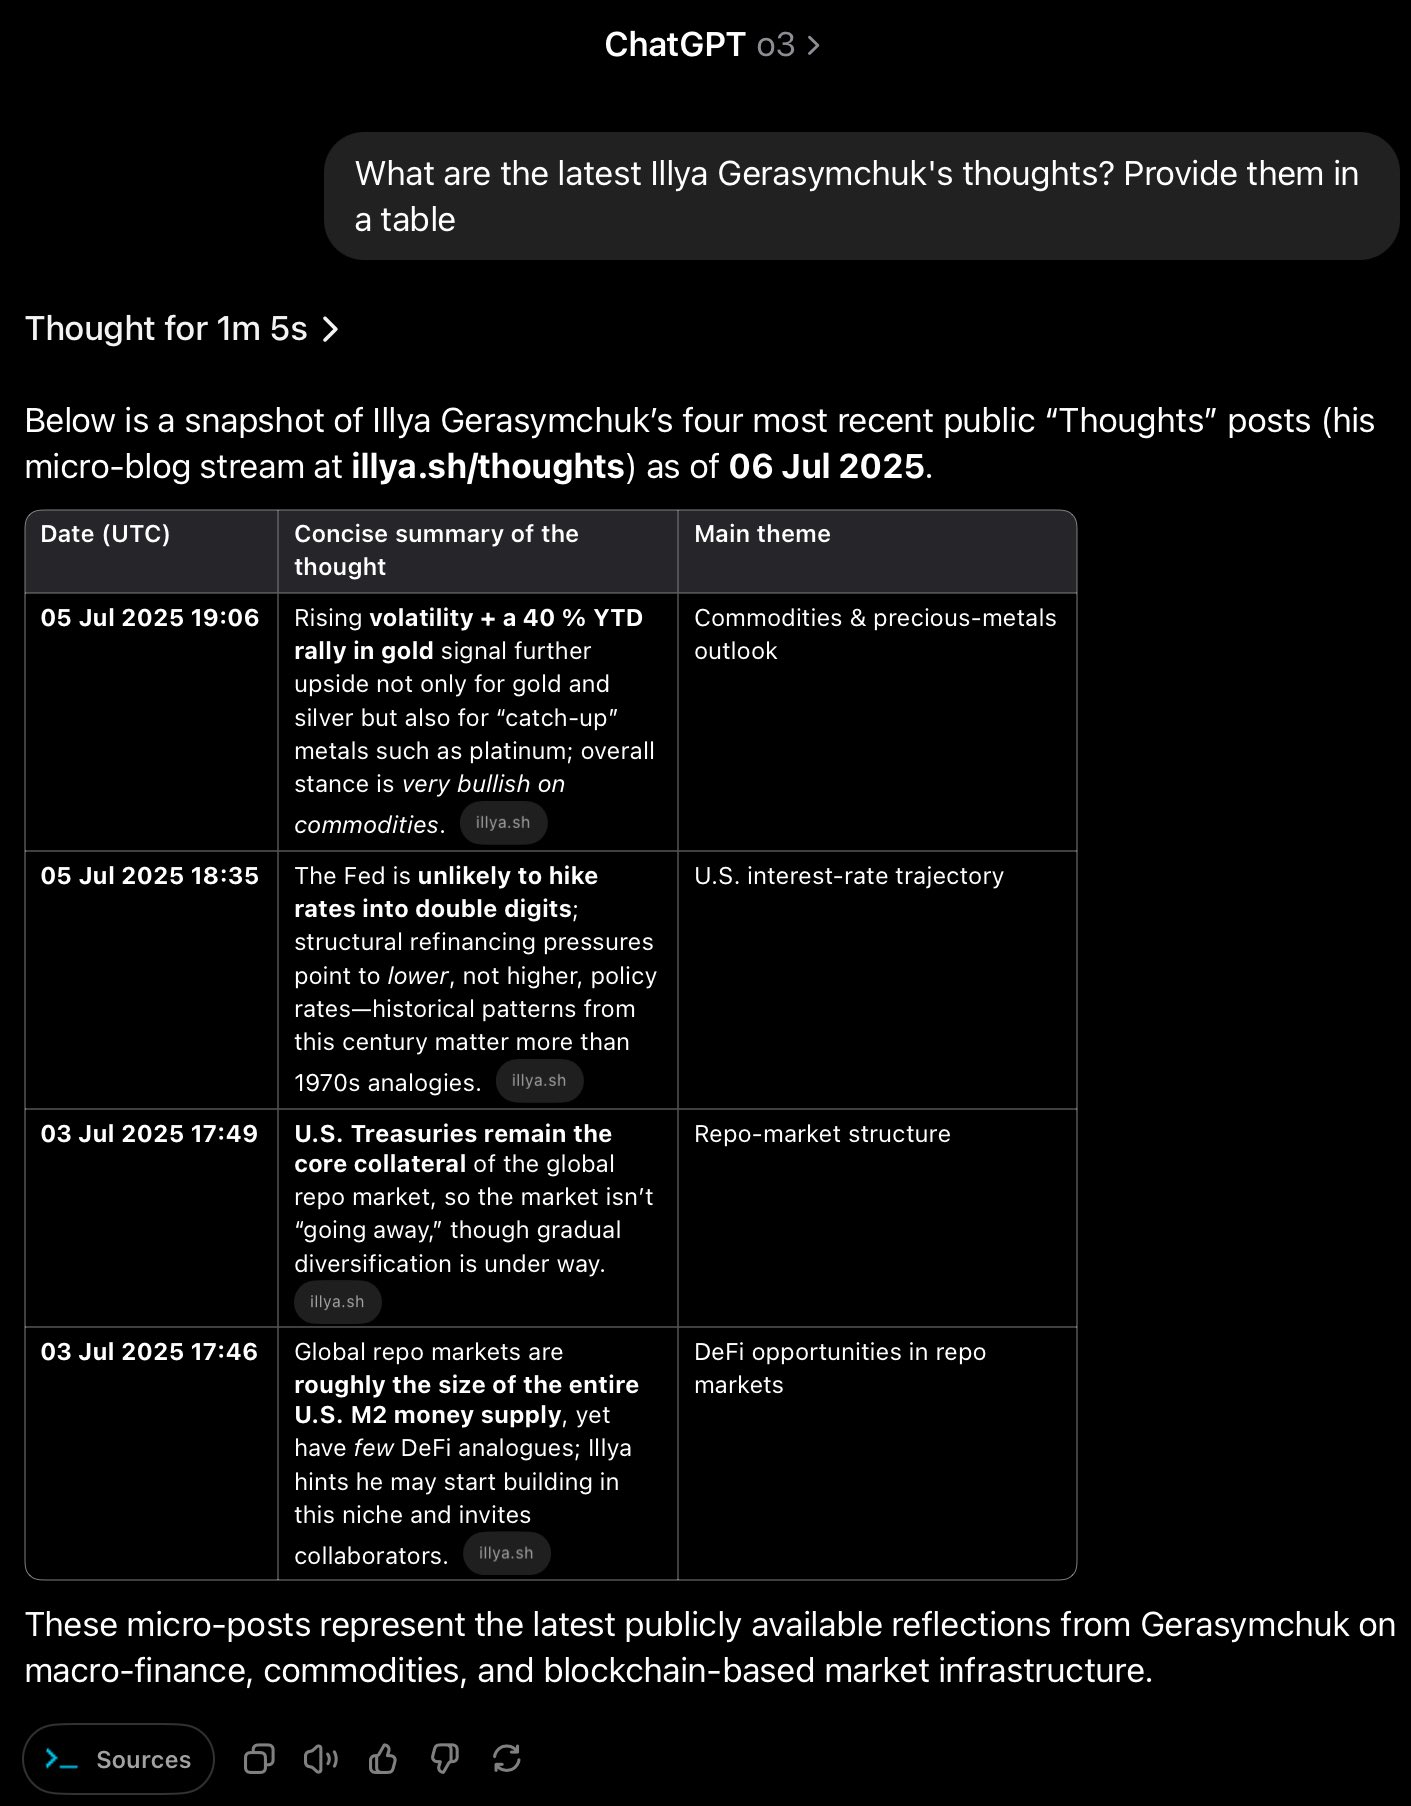 ChatGPT o3 >
What are the latest Illya Gerasymchuk's thoughts? Provide them in
a table
Thought for 1m 5s >
Below is a snapshot of Illya Gerasymchuk’s four most recent public “Thoughts” posts (his
micro-blog stream at illya.sh/thoughts) as of 06 Jul 2025.
Date (UTC)
Concise summary of the
thought
Main theme
05 Jul 2025 19:06
Rising volatility + a 40 % YTD
rally in gold signal further
upside not only for gold and
silver but also for “catch-up”
metals such as platinum; overall
stance is very bullish on
commodities. illya.sh
Commodities & precious-metals
outlook
05 Jul 2025 18:35
The Fed is unlikely to hike
rates into double digits;
structural refinancing pressures
point to lower, not higher, policy
rates—historical patterns from
this century matter more than
1970s analogies. illya.sh
U.S. interest-rate trajectory
03 Jul 2025 17:49
U.S. Treasuries remain the
core collateral of the global
repo market, so the market isn’t
“going away,” though gradual
diversification is under way.
illya.sh
Repo-market structure
03 Jul 2025 17:46
Global repo markets are
roughly the size of the entire
U.S. M2 money supply, yet
have few DeFi analogues; Illya
hints he may start building in
this niche and invites
collaborators. illya.sh
DeFi opportunities in repo
markets
These micro-posts represent the latest publicly available reflections from Gerasymchuk on
macro-finance, commodities, and blockchain-based market infrastructure.
>_ Sources